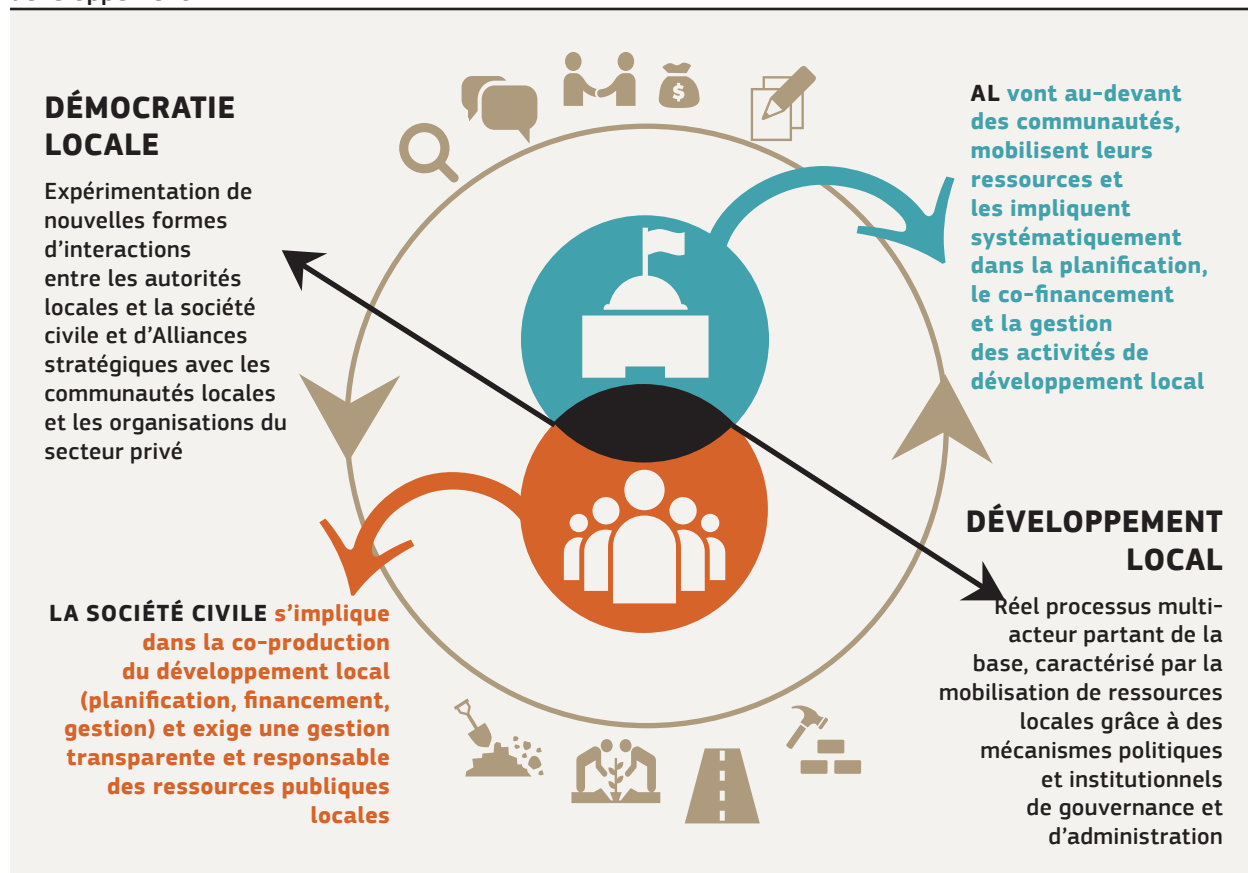 DÉMOCRATIE
LOCALE
Expérimentation de
nouvelles formes
d’interactions
entre les autorités
locales et la société
civile et d’Alliances
stratégiques avec les
communautés locales
et les organisations du
secteur privé
AL vont au-devant
des communautés,
mobilisent leurs
ressources et
les impliquent
systématiquement
dans la planification,
le co-financement
et la gestion
des activités de
développement local
$
LA SOCIÉTÉ CIVILE s’implique
dans la co-production
du développement local
(planification, financement,
gestion) et exige une gestion
transparente et responsable
des ressources publiques
locales
DÉVELOPPEMENT
LOCAL
Réel processus multi-
acteur partant de la
base, caractérisé par la
mobilisation de ressources
locales grâce à des
mécanismes politiques
et institutionnels
de gouvernance et
d’administration